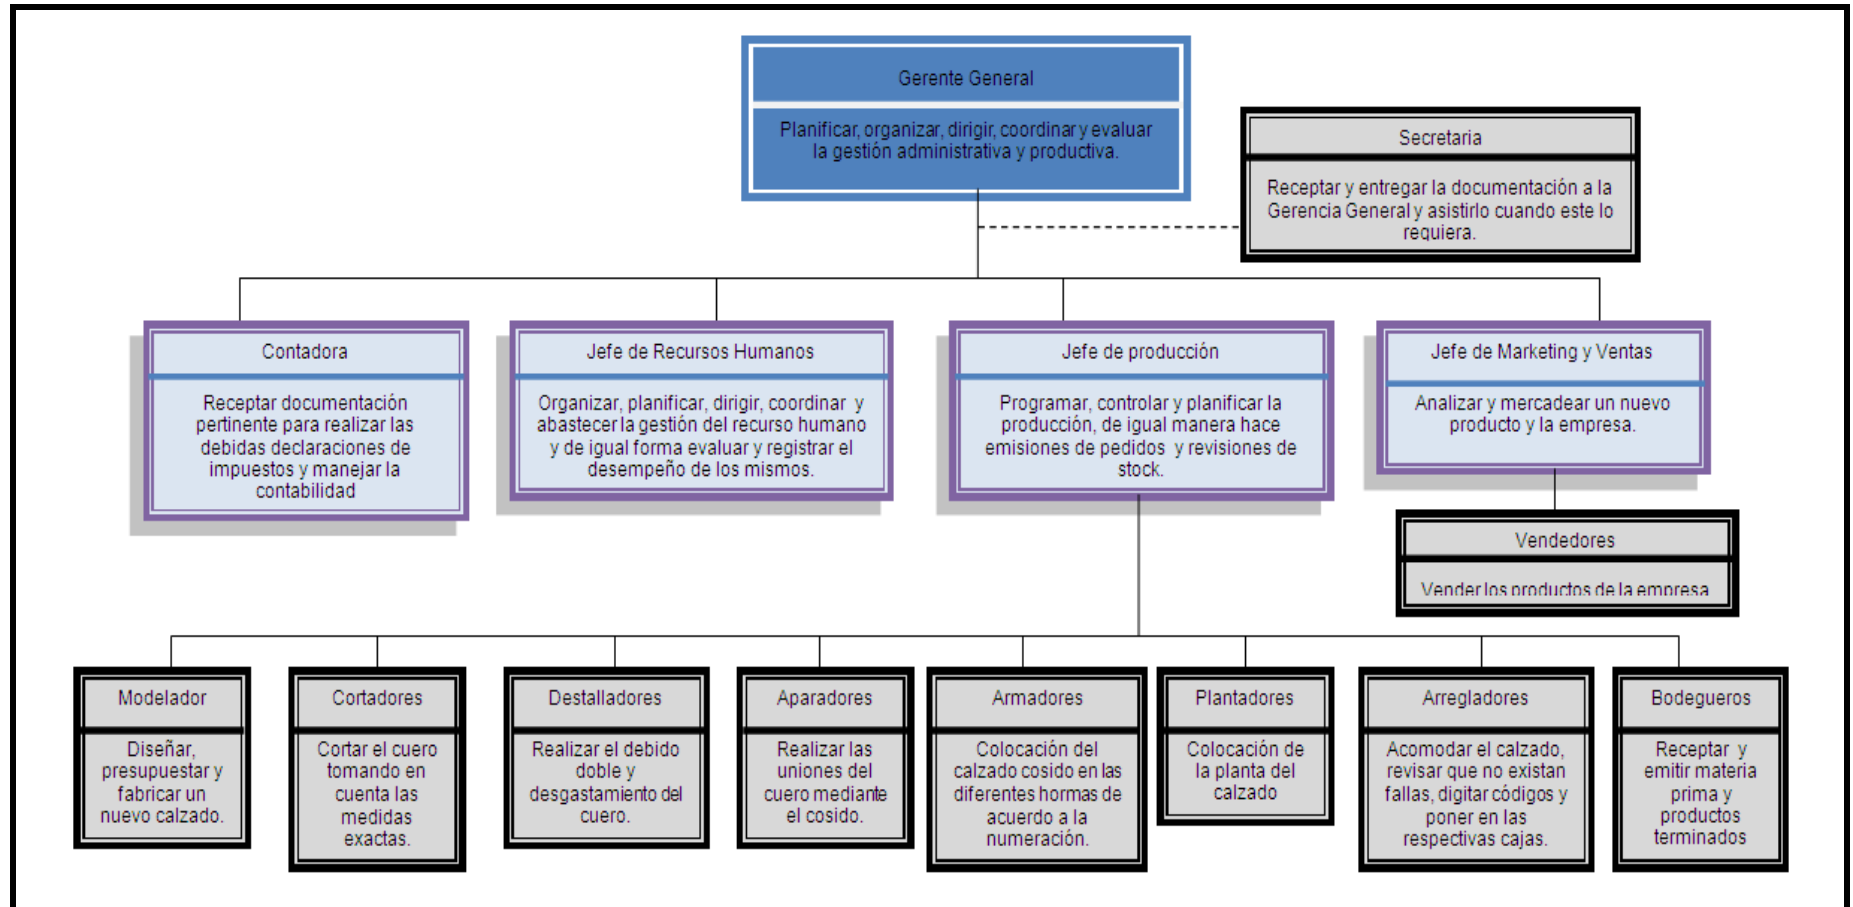 Gerente General
Planificar, organizar, dirigir, coordinar y evaluar
la gestión administrativa y productiva.
Secretaria
Receptar y entregar la documentación a la
Gerencia General y asistirlo cuando este lo
requiera.
Contadora
Receptar documentación
pertinente para realizar las
debidas declaraciones de
impuestos y manejar la
contabilidad
Jefe de Recursos Humanos
Organizar, planificar, dirigir, coordinar y
abastecer la gestión del recurso humano
y de igual forma evaluar y registrar el
desempeño de los mismos.
Jefe de producción
Programar, controlar y planificar la
producción, de igual manera hace
emisiones de pedidos y revisiones de
stock.
Jefe de Marketing y Ventas
Analizar y mercadear un nuevo
producto y la empresa.
Vendedores
Vender los productos de la empresa
Modelador
Diseñar,
presupuestar y
fabricar un
nuevo calzado.
Cortadores
Cortar el cuero
tomando en
cuenta las
medidas
exactas.
Destalladores
Realizar el debido
doble y
desgastamiento del
cuero.
Aparadores
Realizar las
uniones del
cuero mediante
el cosido.
Armadores
Colocación del
calzado cosido en las
diferentes hormas de
acuerdo a la
numeración.
Plantadores
Colocación de
la planta del
calzado
Arregladores
Acomodar el calzado,
revisar que no existan
fallas, digitar códigos y
poner en las
respectivas cajas.
Bodegueros
Receptar y
emitir materia
prima y
productos
terminados